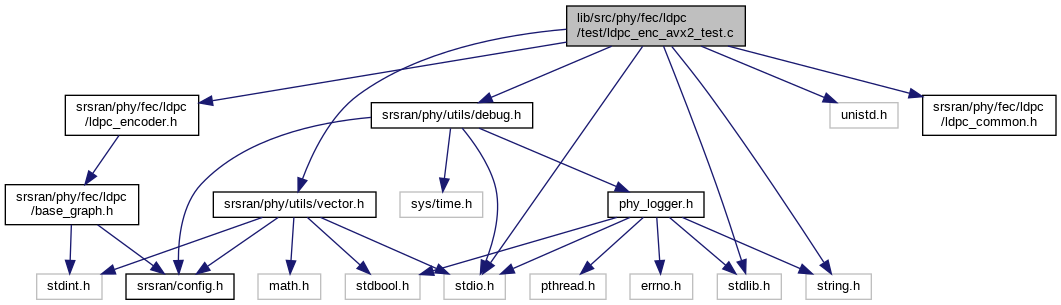 lib/src/phy/fec/ldpc
/test/ldpc_enc_avx2_test.c
srsran/phy/fec/ldpc
/ldpc_encoder.h
srsran/phy/utils/debug.h
unistd.h
srsran/phy/fec/ldpc
/ldpc_common.h
srsran/phy/fec/ldpc
/base_graph.h
srsran/phy/utils/vector.h
sys/time.h
phy_logger.h
stdint.h
srsran/config.h
math.h
stdbool.h
stdio.h
pthread.h
errno.h
stdlib.h
string.h